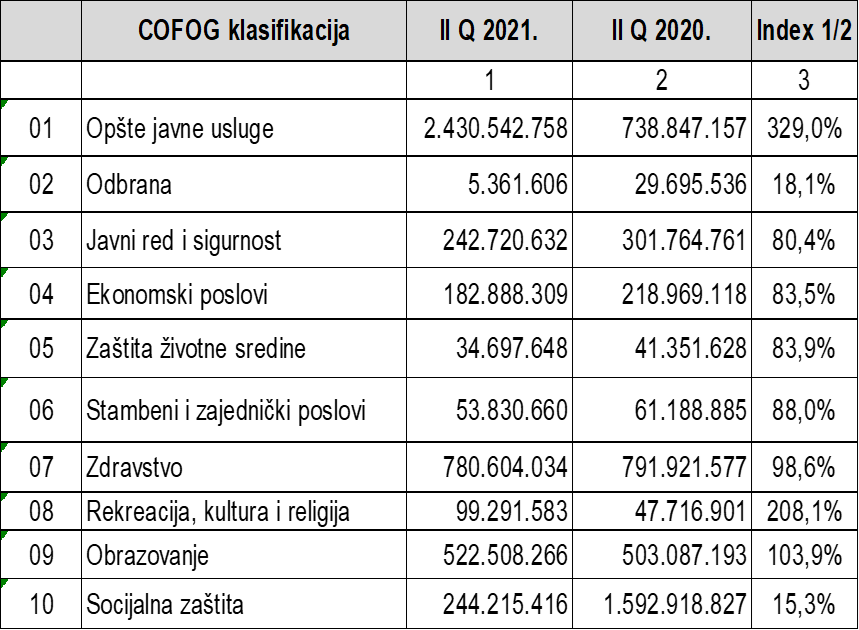 COFOG klasifikacija II Q 2021. II Q 2020. Index 1/2
1 2 3
01 Opšte javne usluge 2.430.542.758 738.847.157 329,0%
02 Odbrana 5.361.606 29.695.536 18,1%
03 Javni red i sigurnost 242.720.632 301.764.761 80,4%
04 Ekonomski poslovi 182.888.309 218.969.118 83,5%
05 Zaštita životne sredine 34.697.648 41.351.628 83,9%
06 Stambeni i zajednički poslovi 53.830.660 61.188.885 88,0%
07 Zdravstvo 780.604.034 791.921.577 98,6%
08 Rekreacija, kultura i religija 99.291.583 47.716.901 208,1%
09 Obrazovanje 522.508.266 503.087.193 103,9%
10 Socijalna zaštita 244.215.416 1.592.918.827 15,3%